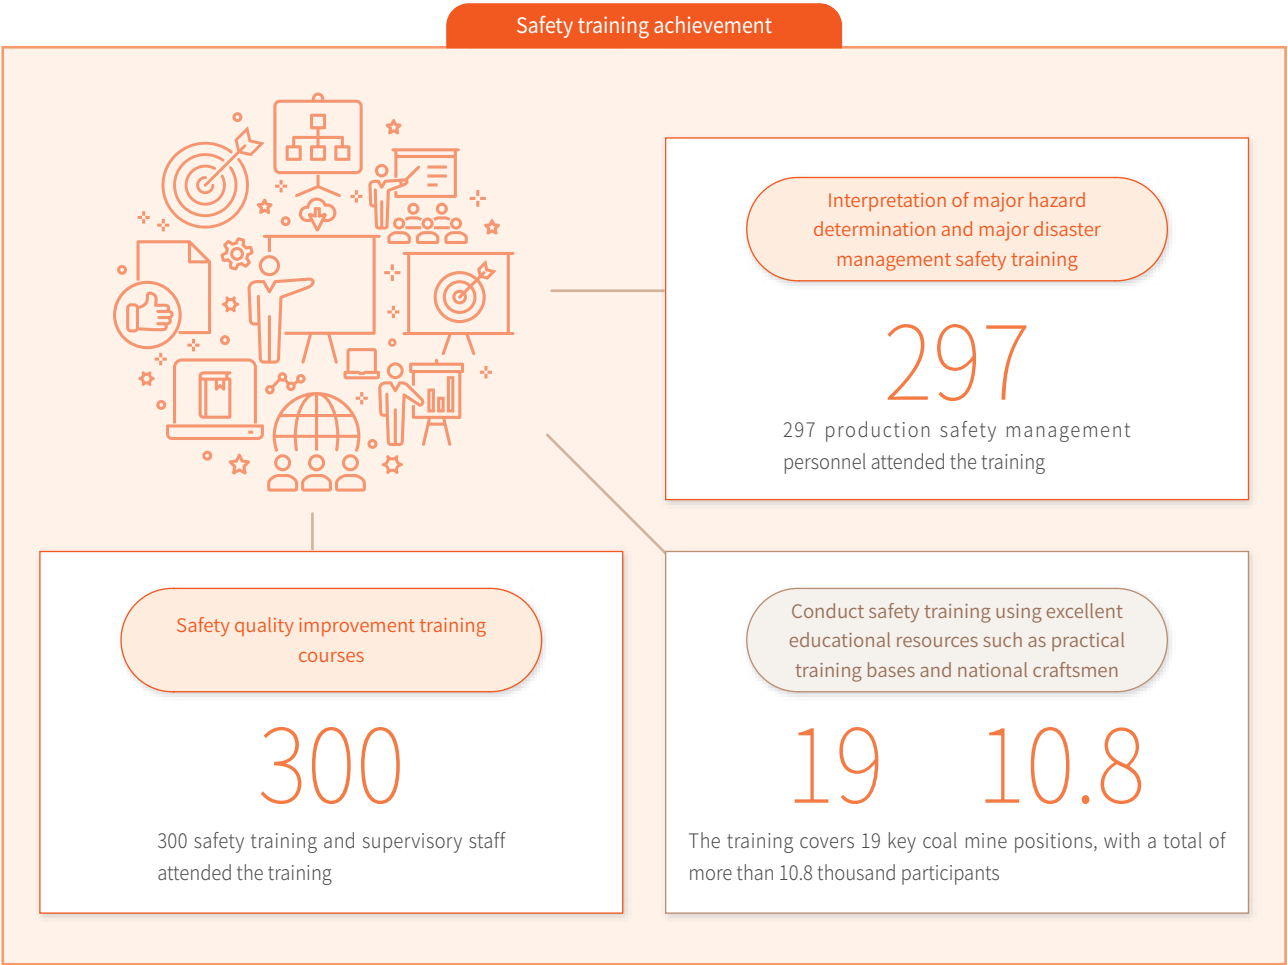 Safety training achievement
Interpretation of major hazard
determination and major disaster
management safety training
297
297 production safety management
personnel attended the training
Safety quality improvement training
courses
300
300 safety training and supervisory staff
attended the training
Conduct safety training using excellent
educational resources such as practical
training bases and national craftsmen
19 10.8
The training covers 19 key coal mine positions, with a total of
more than 10.8 thousand participants